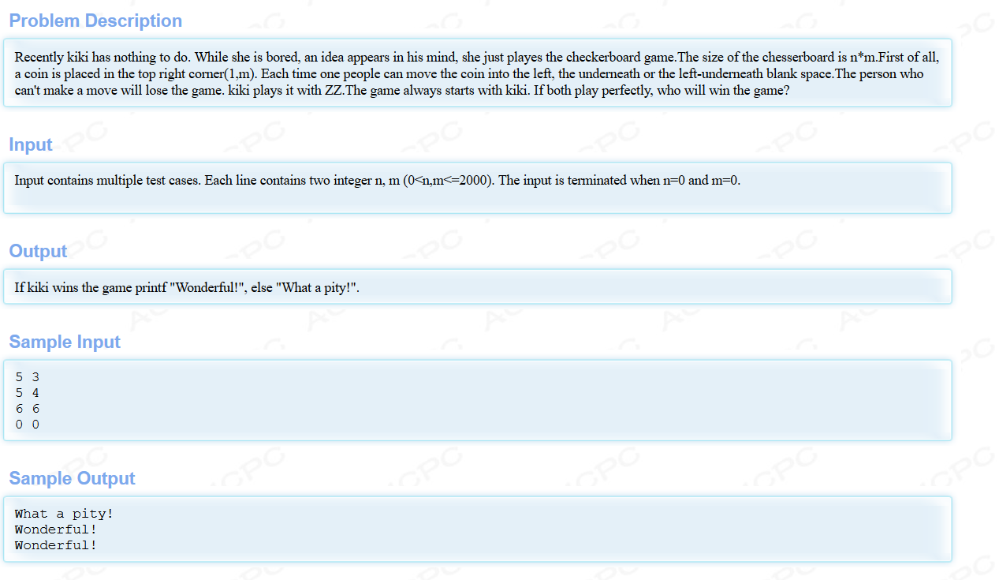 Problem Description
Recently kiki has nothing to do. While she is bored, an idea appears in his mind, she just playes the checkerboard game.The size of the chesserboard is n*m.First of all,
a coin is placed in the top right corner(1,m). Each time one people can move the coin into the left, the underneath or the left-underneath blank space.The person who
can't make a move will lose the game. kiki plays it with ZZ.The game always starts with kiki. If both play perfectly, who will win the game?
Input
Input contains multiple test cases. Each line contains two integer n, m (0<n,m<=2000). The input is terminated when n=0 and m=0.
Output
If kiki wins the game printf "Wonderful!", else "What a pity!".
Sample Input
5 3
5 4
6 6
0 0
Sample Output
What a pity!
Wonderful!
Wonderful!